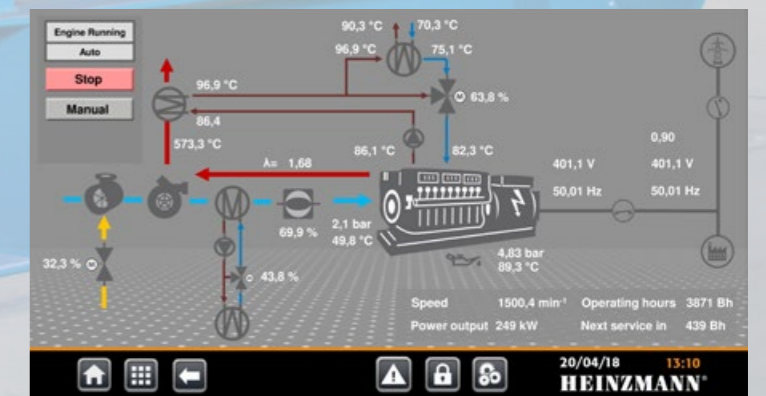 Engine Running
Auto
Stop
Manual
90,3 °C
70,3 °C
96,9 °C
75,1 °C
96,9 °C
M
63,8 %
86,4
573,3 °C
86,1 °C
82,3 °C
λ= 1,68
0,90
401,1 V
401,1 V
50,01 Hz
50,01 Hz
69,9 %
2,1 bar
49,8 °C
4,83 bar
89,3 °C
32,3 %
M
43,8 %
Speed 1500,4 min⁻¹ Operating hours 3871 Bh
Power output 249 kW Next service in 439 Bh
20/04/18 13:10
HEINZMANN®